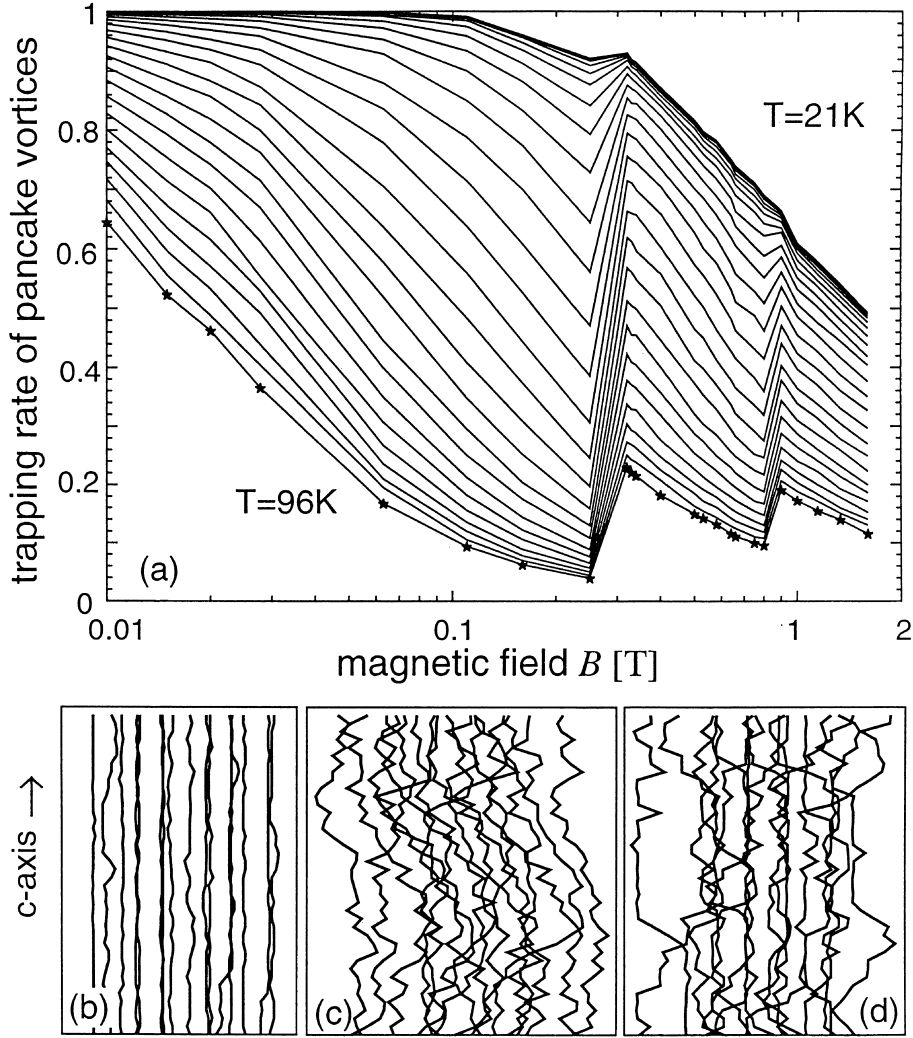 trapping rate of pancake vortices
1
0.8
0.6
0.4
0.2
0
T=21K
T=96K
(a)
0.01
0.1
1
2
magnetic field B [T]
c-axis →
(b)
(c)
(d)